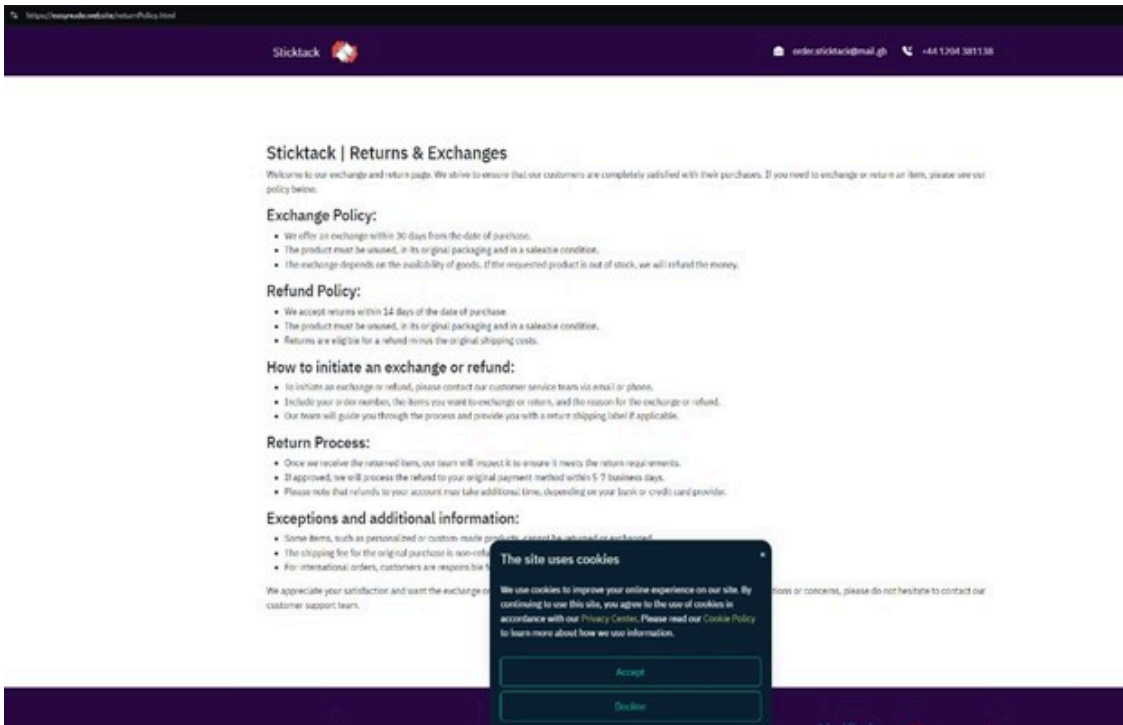 https://easynude.website/returnPolicy.html
Sticktack
order.sticktack@mail.gb
+44 1204 381138
Sticktack | Returns & Exchanges
Welcome to our exchange and return page. We strive to ensure that our customers are completely satisfied with their purchases. If you need to exchange or return an item, please see our
policy below.
Exchange Policy:
We offer an exchange within 30 days from the date of purchase.
The product must be unused, in its original packaging and in a saleable condition.
The exchange depends on the availability of goods. If the requested product is out of stock, we will refund the money.
Refund Policy:
We accept returns within 14 days of the date of purchase.
The product must be unused, in its original packaging and in a saleable condition.
Returns are eligible for a refund minus the original shipping costs.
How to initiate an exchange or refund:
To initiate an exchange or refund, please contact our customer service team via email or phone.
Include your order number, the items you want to exchange or return, and the reason for the exchange or refund.
Our team will guide you through the process and provide you with a return shipping label if applicable.
Return Process:
Once we receive the returned item, our team will inspect it to ensure it meets the return requirements.
If approved, we will process the refund to your original payment method within 5-7 business days.
Please note that refunds to your account may take additional time, depending on your bank or credit card provider.
Exceptions and additional information:
Some items, such as personalized or custom-made products, cannot be returned or exchanged.
The shipping fee for the original purchase is
For international orders, customers are responsible
We appreciate your satisfaction and want the exchange
or concerns, please do not hesitate to contact our
customer support team.
The site uses cookies
We use cookies to improve your online experience on our site. By
continuing to use this site, you agree to the use of cookies in
accordance with our Privacy Center. Please read our Cookie Policy
to learn more about how we use information.
Accept
Decline